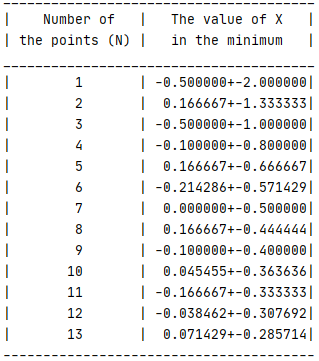 ---------------------------------------
| Number of | The value of X |
| the points (N) | in the minimum |
---------------------------------------
| 1 | -0.500000+-2.000000|
| 2 | 0.166667+-1.333333|
| 3 | -0.500000+-1.000000|
| 4 | -0.100000+-0.800000|
| 5 | 0.166667+-0.666667|
| 6 | -0.214286+-0.571429|
| 7 | 0.000000+-0.500000|
| 8 | 0.166667+-0.444444|
| 9 | -0.100000+-0.400000|
| 10 | 0.045455+-0.363636|
| 11 | -0.166667+-0.333333|
| 12 | -0.038462+-0.307692|
| 13 | 0.071429+-0.285714|
---------------------------------------